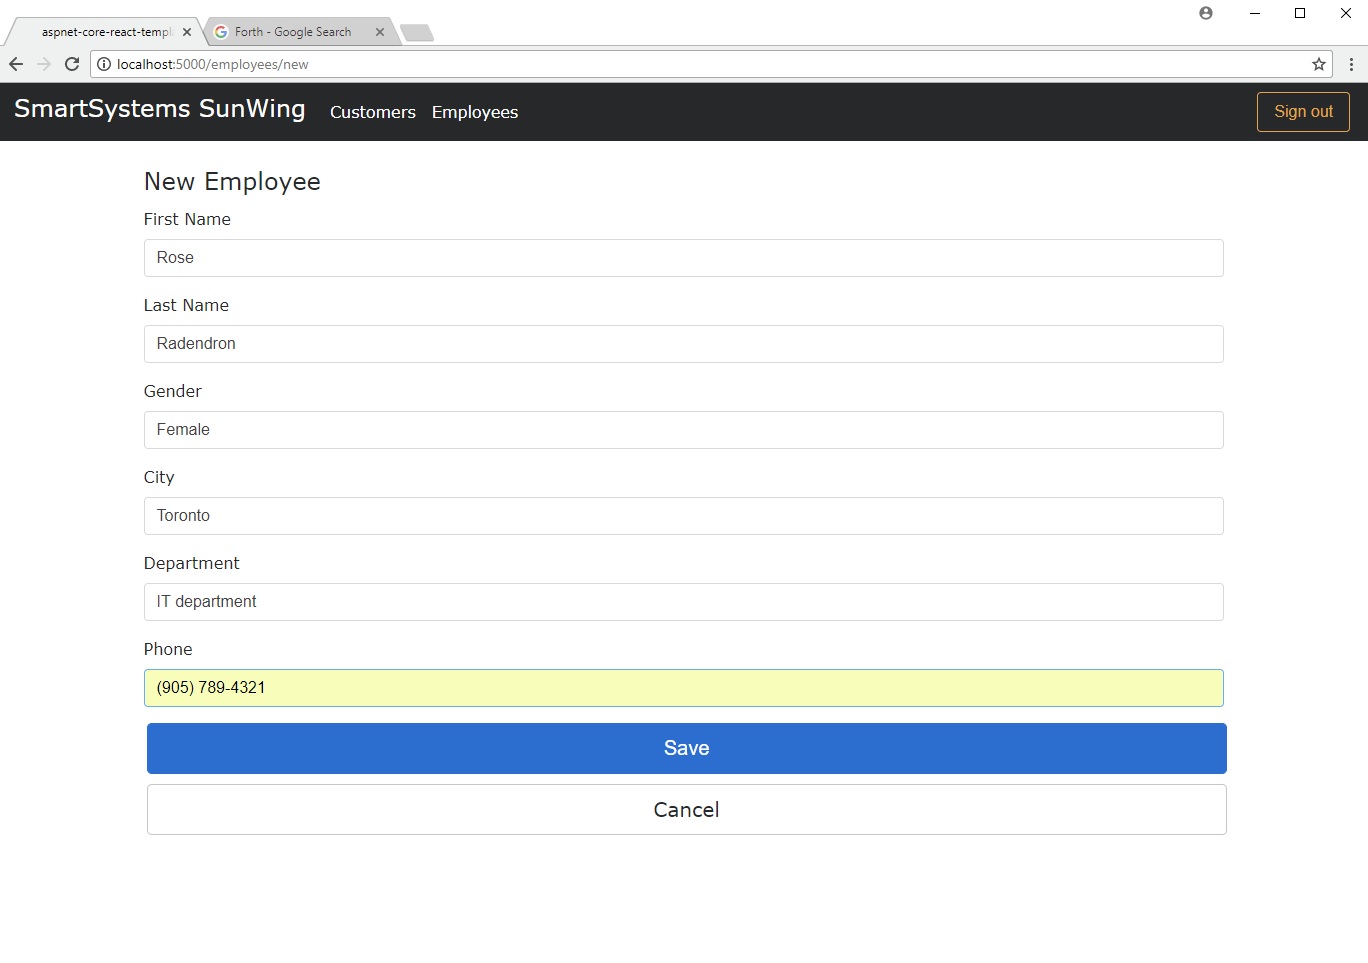 aspnet-core-react-templ
Forth - Google Search
localhost:5000/employees/new
SmartSystems SunWing
Customers
Employees
Sign out
New Employee
First Name
Rose
Last Name
Radendron
Gender
Female
City
Toronto
Department
IT department
Phone
(905) 789-4321
Save
Cancel